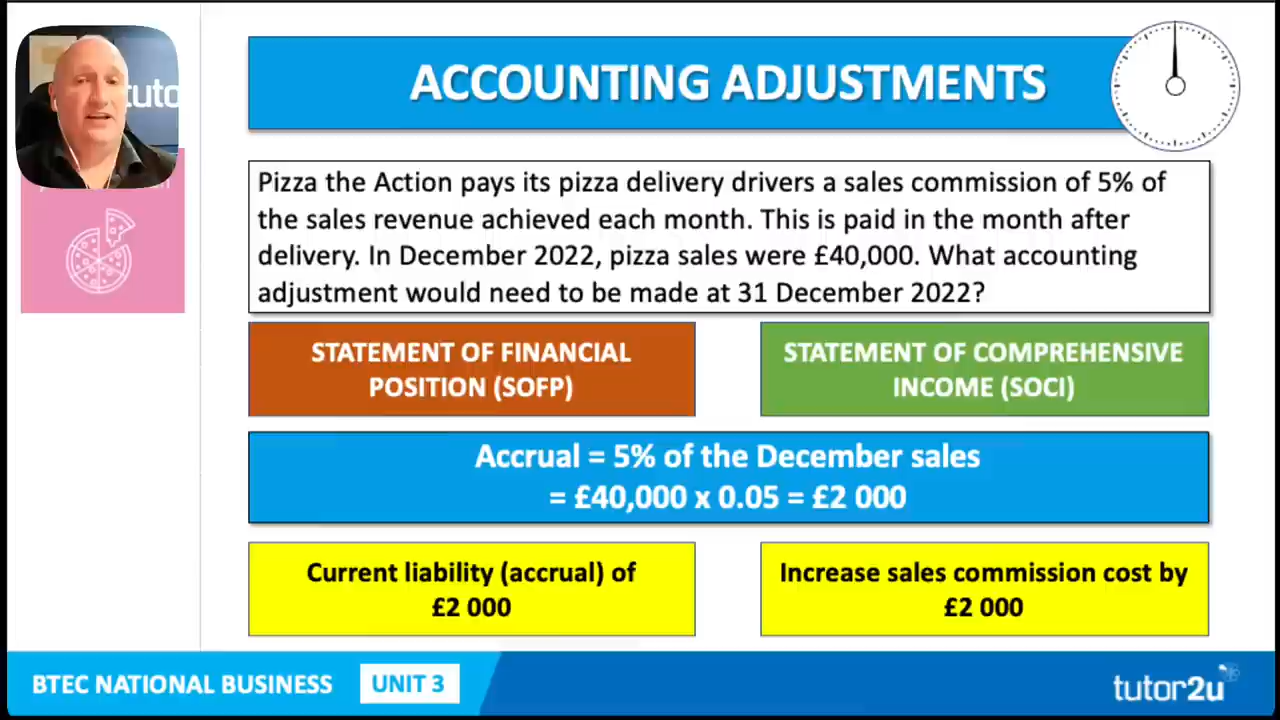 tuto
ACCOUNTING ADJUSTMENTS
Pizza the Action pays its pizza delivery drivers a sales commission of 5% of
the sales revenue achieved each month. This is paid in the month after
delivery. In December 2022, pizza sales were £40,000. What accounting
adjustment would need to be made at 31 December 2022?
STATEMENT OF FINANCIAL
POSITION (SOFP)
STATEMENT OF COMPREHENSIVE
INCOME (SOCI)
Accrual = 5% of the December sales
= £40,000 x 0.05 = £2 000
Current liability (accrual) of
£2 000
Increase sales commission cost by
£2 000
BTEC NATIONAL BUSINESS
UNIT 3
tutor2u